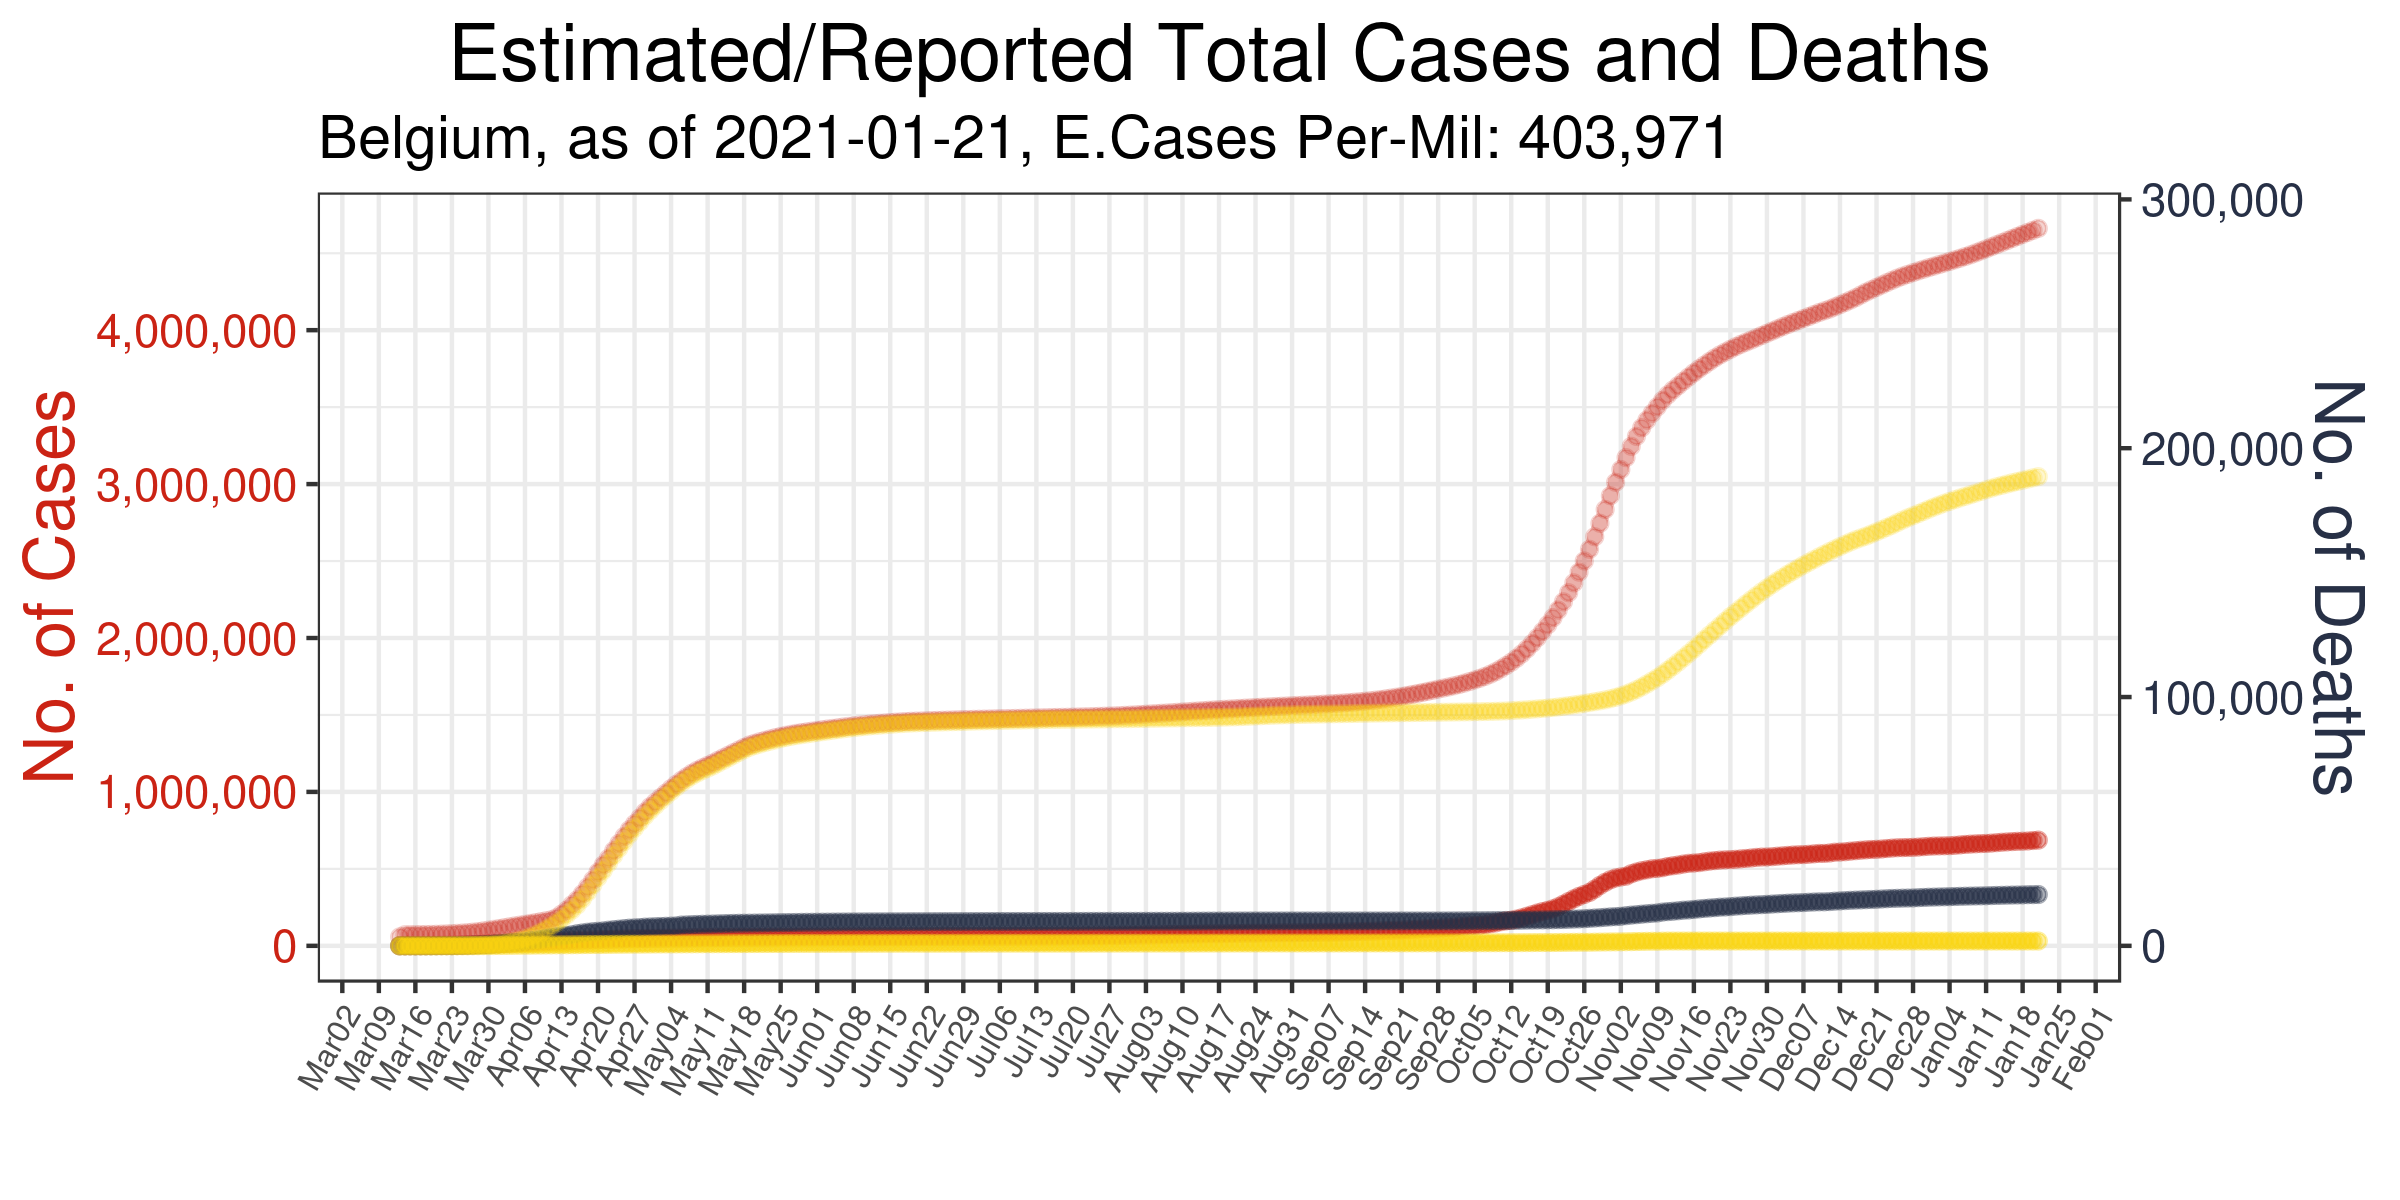 Estimated/Reported Total Cases and Deaths
Belgium, as of 2021-01-21, E.Cases Per-Mil: 403,971
No. of Cases
4,000,000
3,000,000
2,000,000
1,000,000
0
300,000
200,000
100,000
0
No. of Deaths
Mar02
Mar09
Mar16
Mar23
Mar30
Apr06
Apr13
Apr20
Apr27
May04
May11
May18
May25
Jun01
Jun08
Jun15
Jun22
Jun29
Jul06
Jul13
Jul20
Jul27
Aug03
Aug10
Aug17
Aug24
Aug31
Sep07
Sep14
Sep21
Sep28
Oct05
Oct12
Oct19
Oct26
Nov02
Nov09
Nov16
Nov23
Nov30
Dec07
Dec14
Dec21
Dec28
Jan04
Jan11
Jan18
Jan25
Feb01